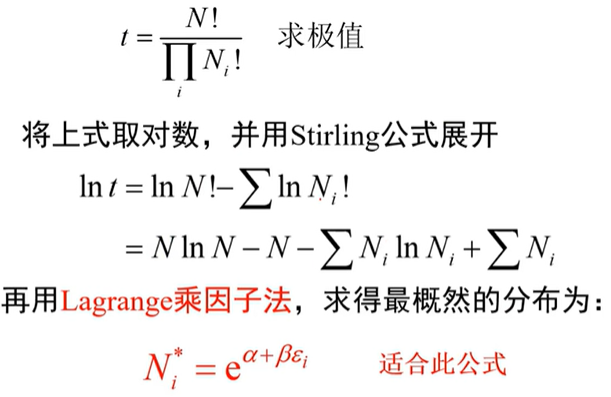 t = N! / ∏_i N_i! 求极值
将上式取对数，并用Stirling公式展开
ln t = ln N! − ∑ ln N_i!
= N ln N − N − ∑ N_i ln N_i + ∑ N_i
再用Lagrange乘因子法，求得最概然的分布为：
N_i^* = e^{α+βε_i} 适合此公式